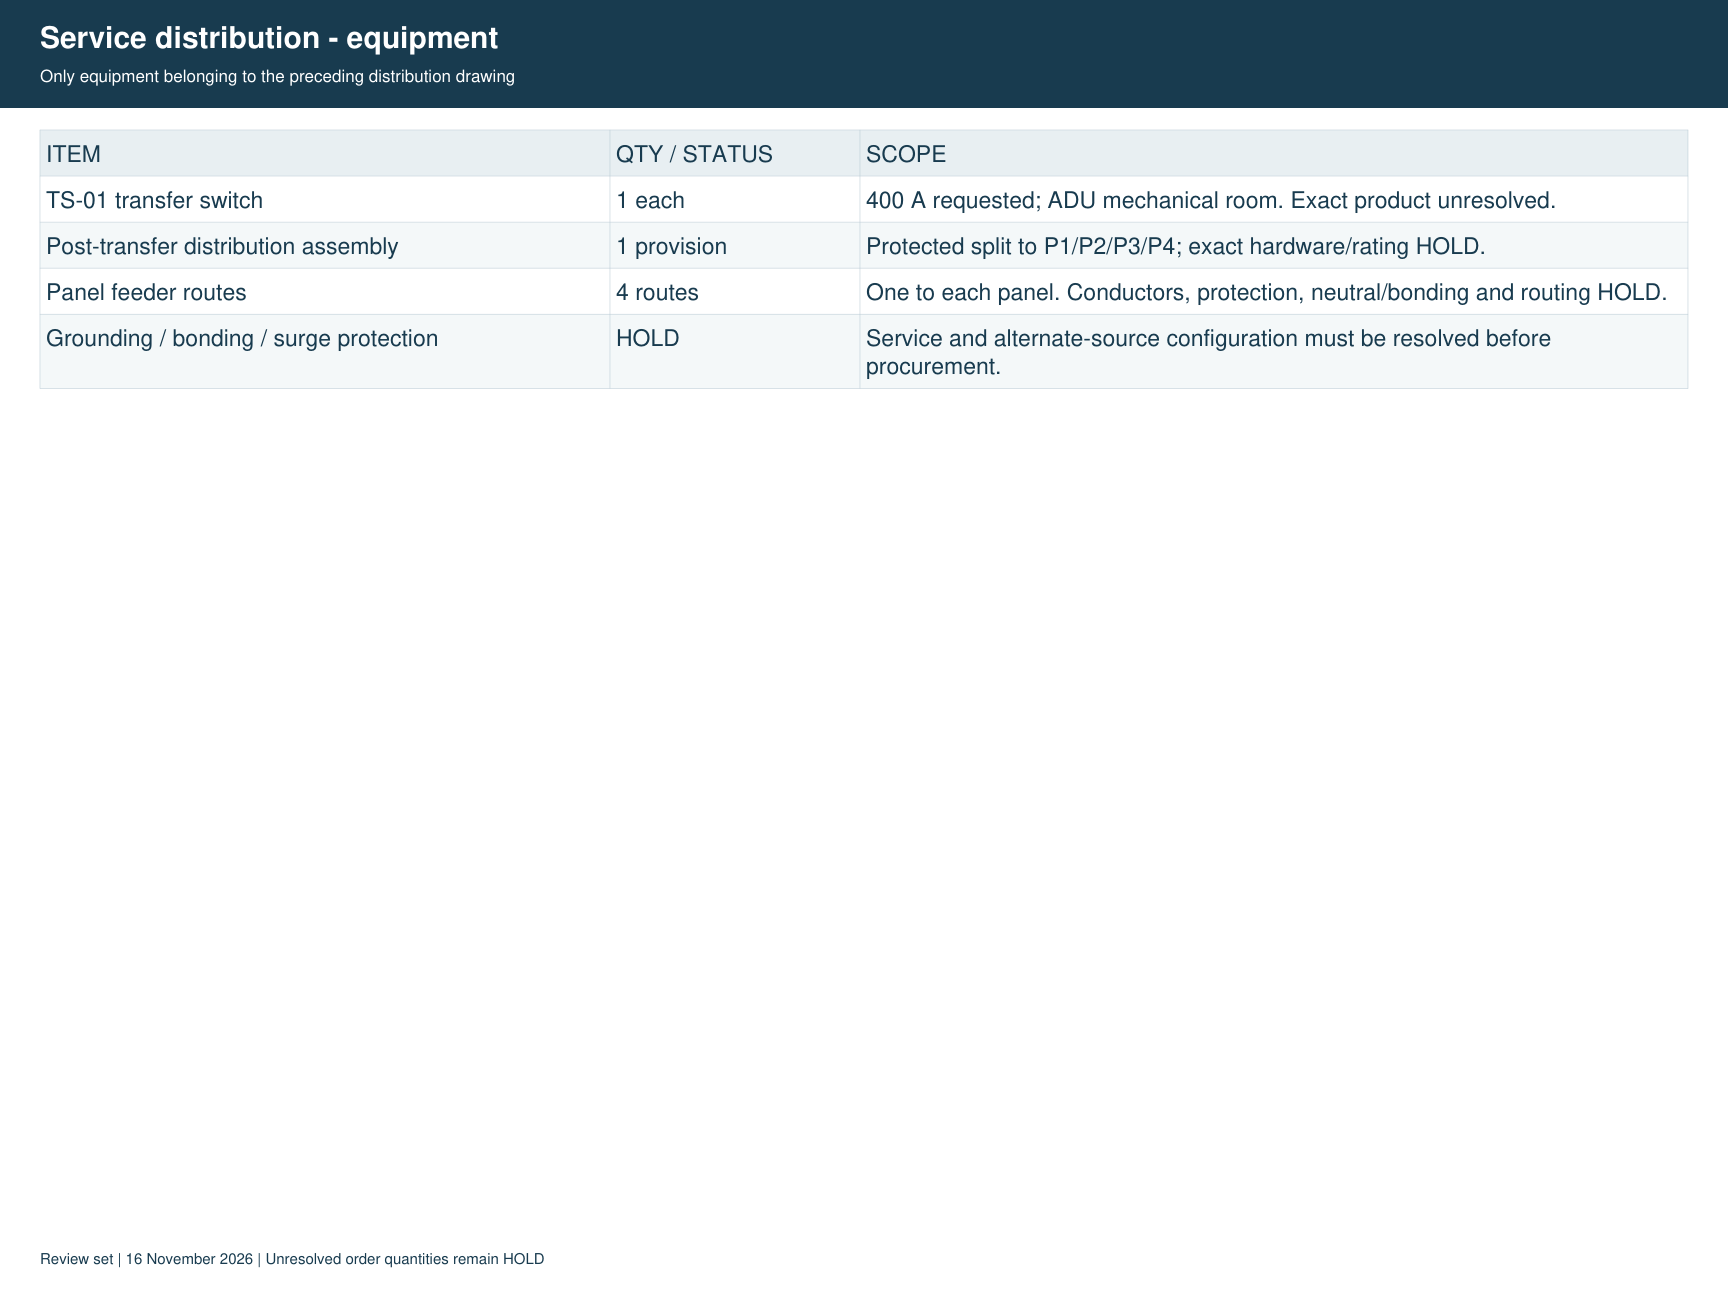 Service distribution - equipment
Only equipment belonging to the preceding distribution drawing
ITEM QTY / STATUS SCOPE
TS-01 transfer switch 1 each 400 A requested; ADU mechanical room. Exact product unresolved.
Post-transfer distribution assembly 1 provision Protected split to P1/P2/P3/P4; exact hardware/rating HOLD.
Panel feeder routes 4 routes One to each panel. Conductors, protection, neutral/bonding and routing HOLD.
Grounding / bonding / surge protection HOLD Service and alternate-source configuration must be resolved before
procurement.
Review set | 16 November 2026 | Unresolved order quantities remain HOLD